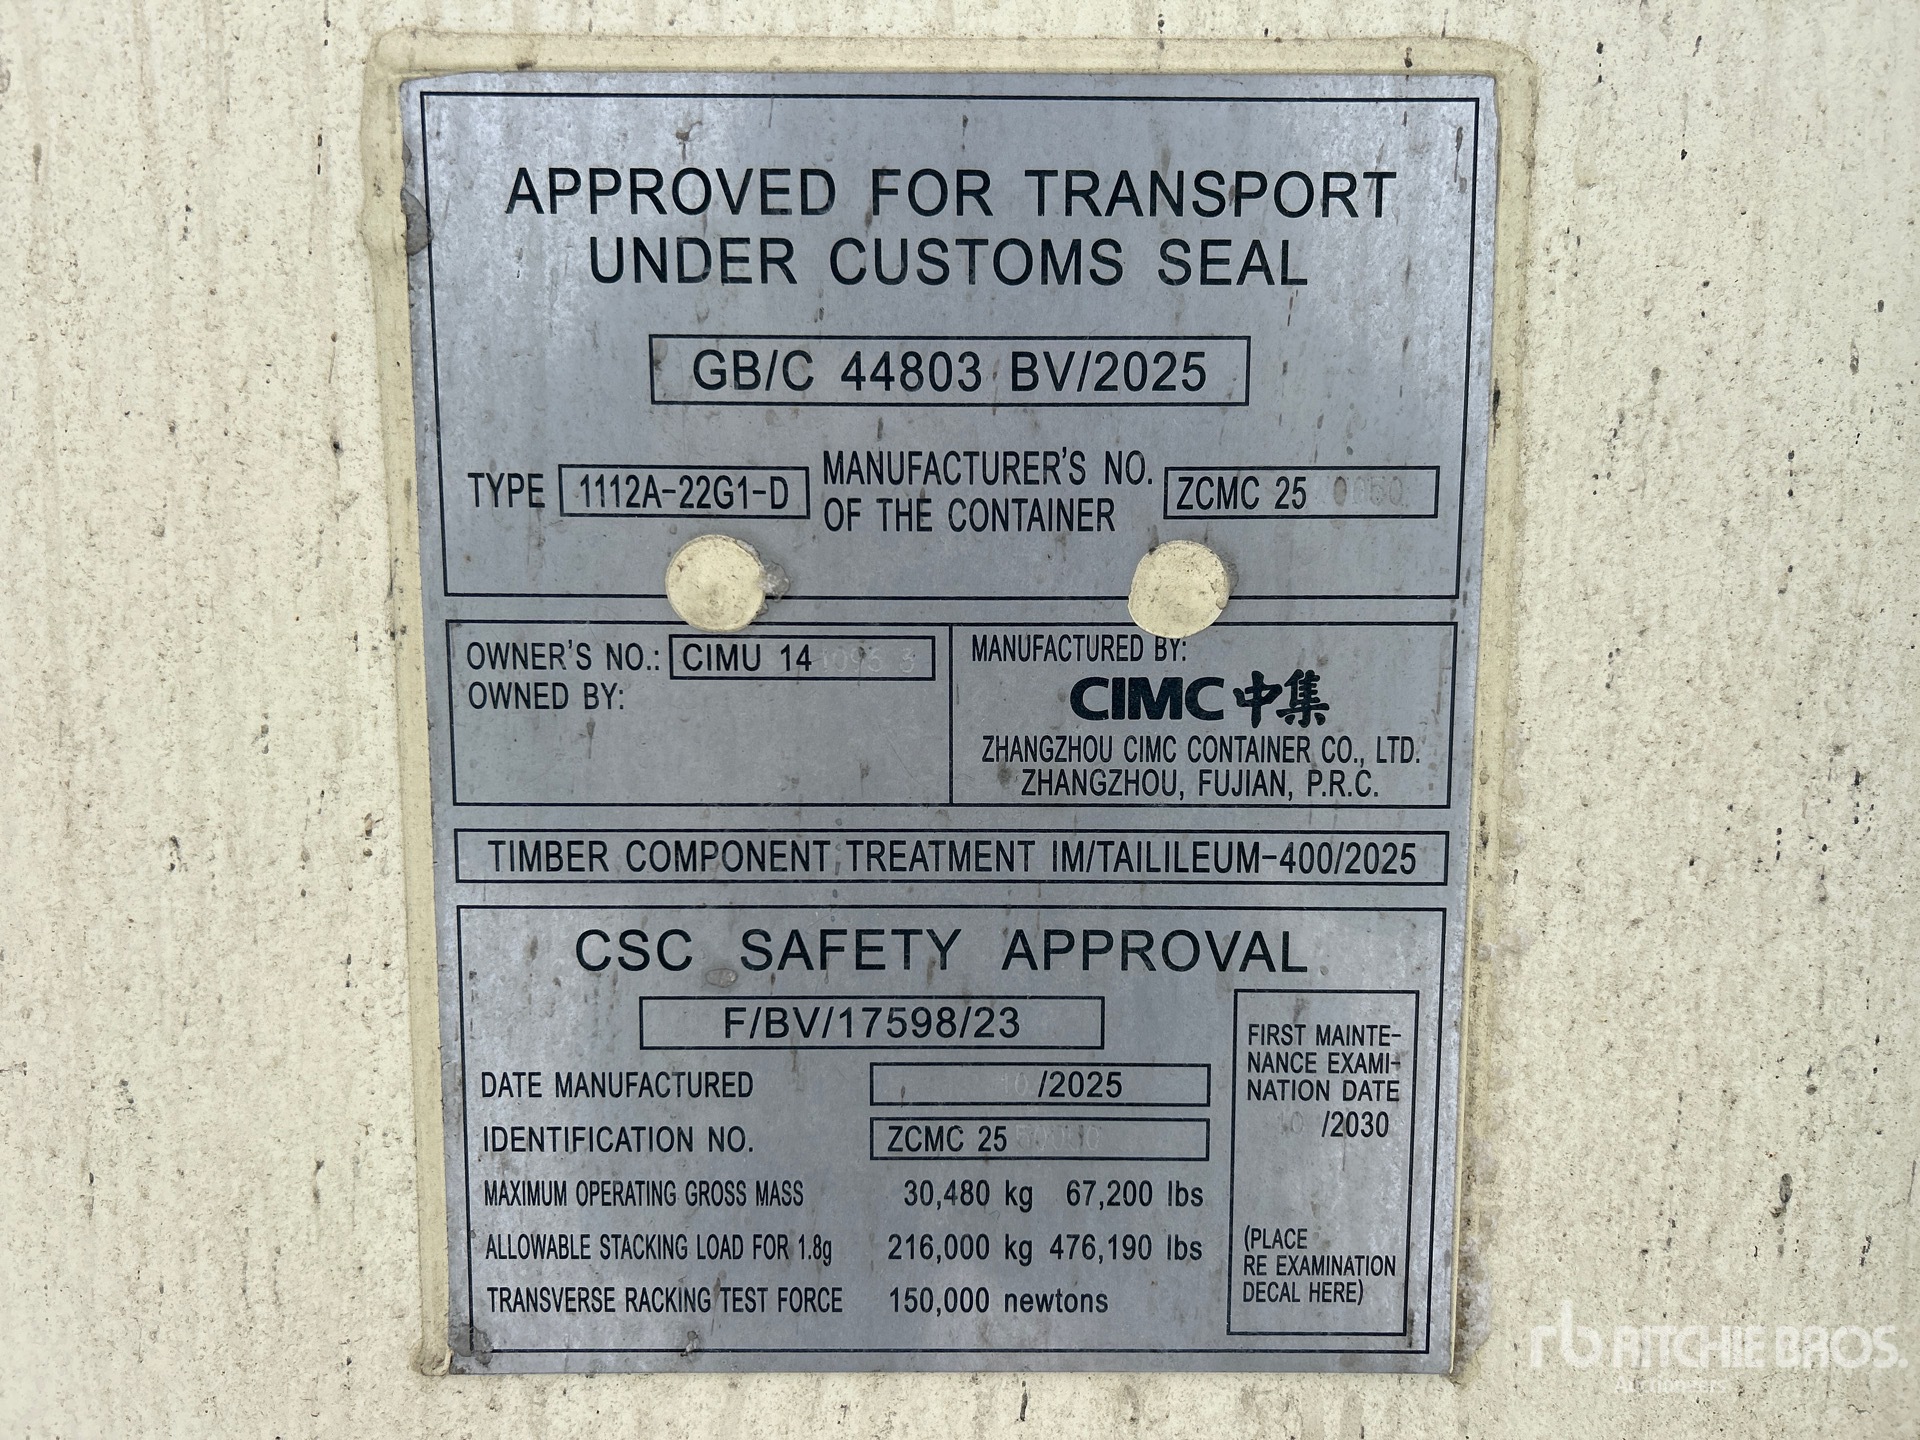 APPROVED FOR TRANSPORT
UNDER CUSTOMS SEAL
GB/C 44803 BV/2025
TYPE 1112A-22G1-D MANUFACTURER'S NO. OF THE CONTAINER ZCMC 25
OWNER'S NO.: CIMU 14
OWNED BY:
MANUFACTURED BY:
CIMC中集
ZHANGZHOU CIMC CONTAINER CO., LTD.
ZHANGZHOU, FUJIAN, P.R.C.
TIMBER COMPONENT TREATMENT IM/TAILILEUM-400/2025
CSC SAFETY APPROVAL
F/BV/17598/23
DATE MANUFACTURED 10/2025
IDENTIFICATION NO. ZCMC 25
MAXIMUM OPERATING GROSS MASS 30,480 kg 67,200 lbs
ALLOWABLE STACKING LOAD FOR 1.8g 216,000 kg 476,190 lbs
TRANSVERSE RACKING TEST FORCE 150,000 newtons
FIRST MAINTE-
NANCE EXAMI-
NATION DATE
10 /2030
(PLACE
RE EXAMINATION
DECAL HERE)
rb RITCHIE BROS.
Auctioneers